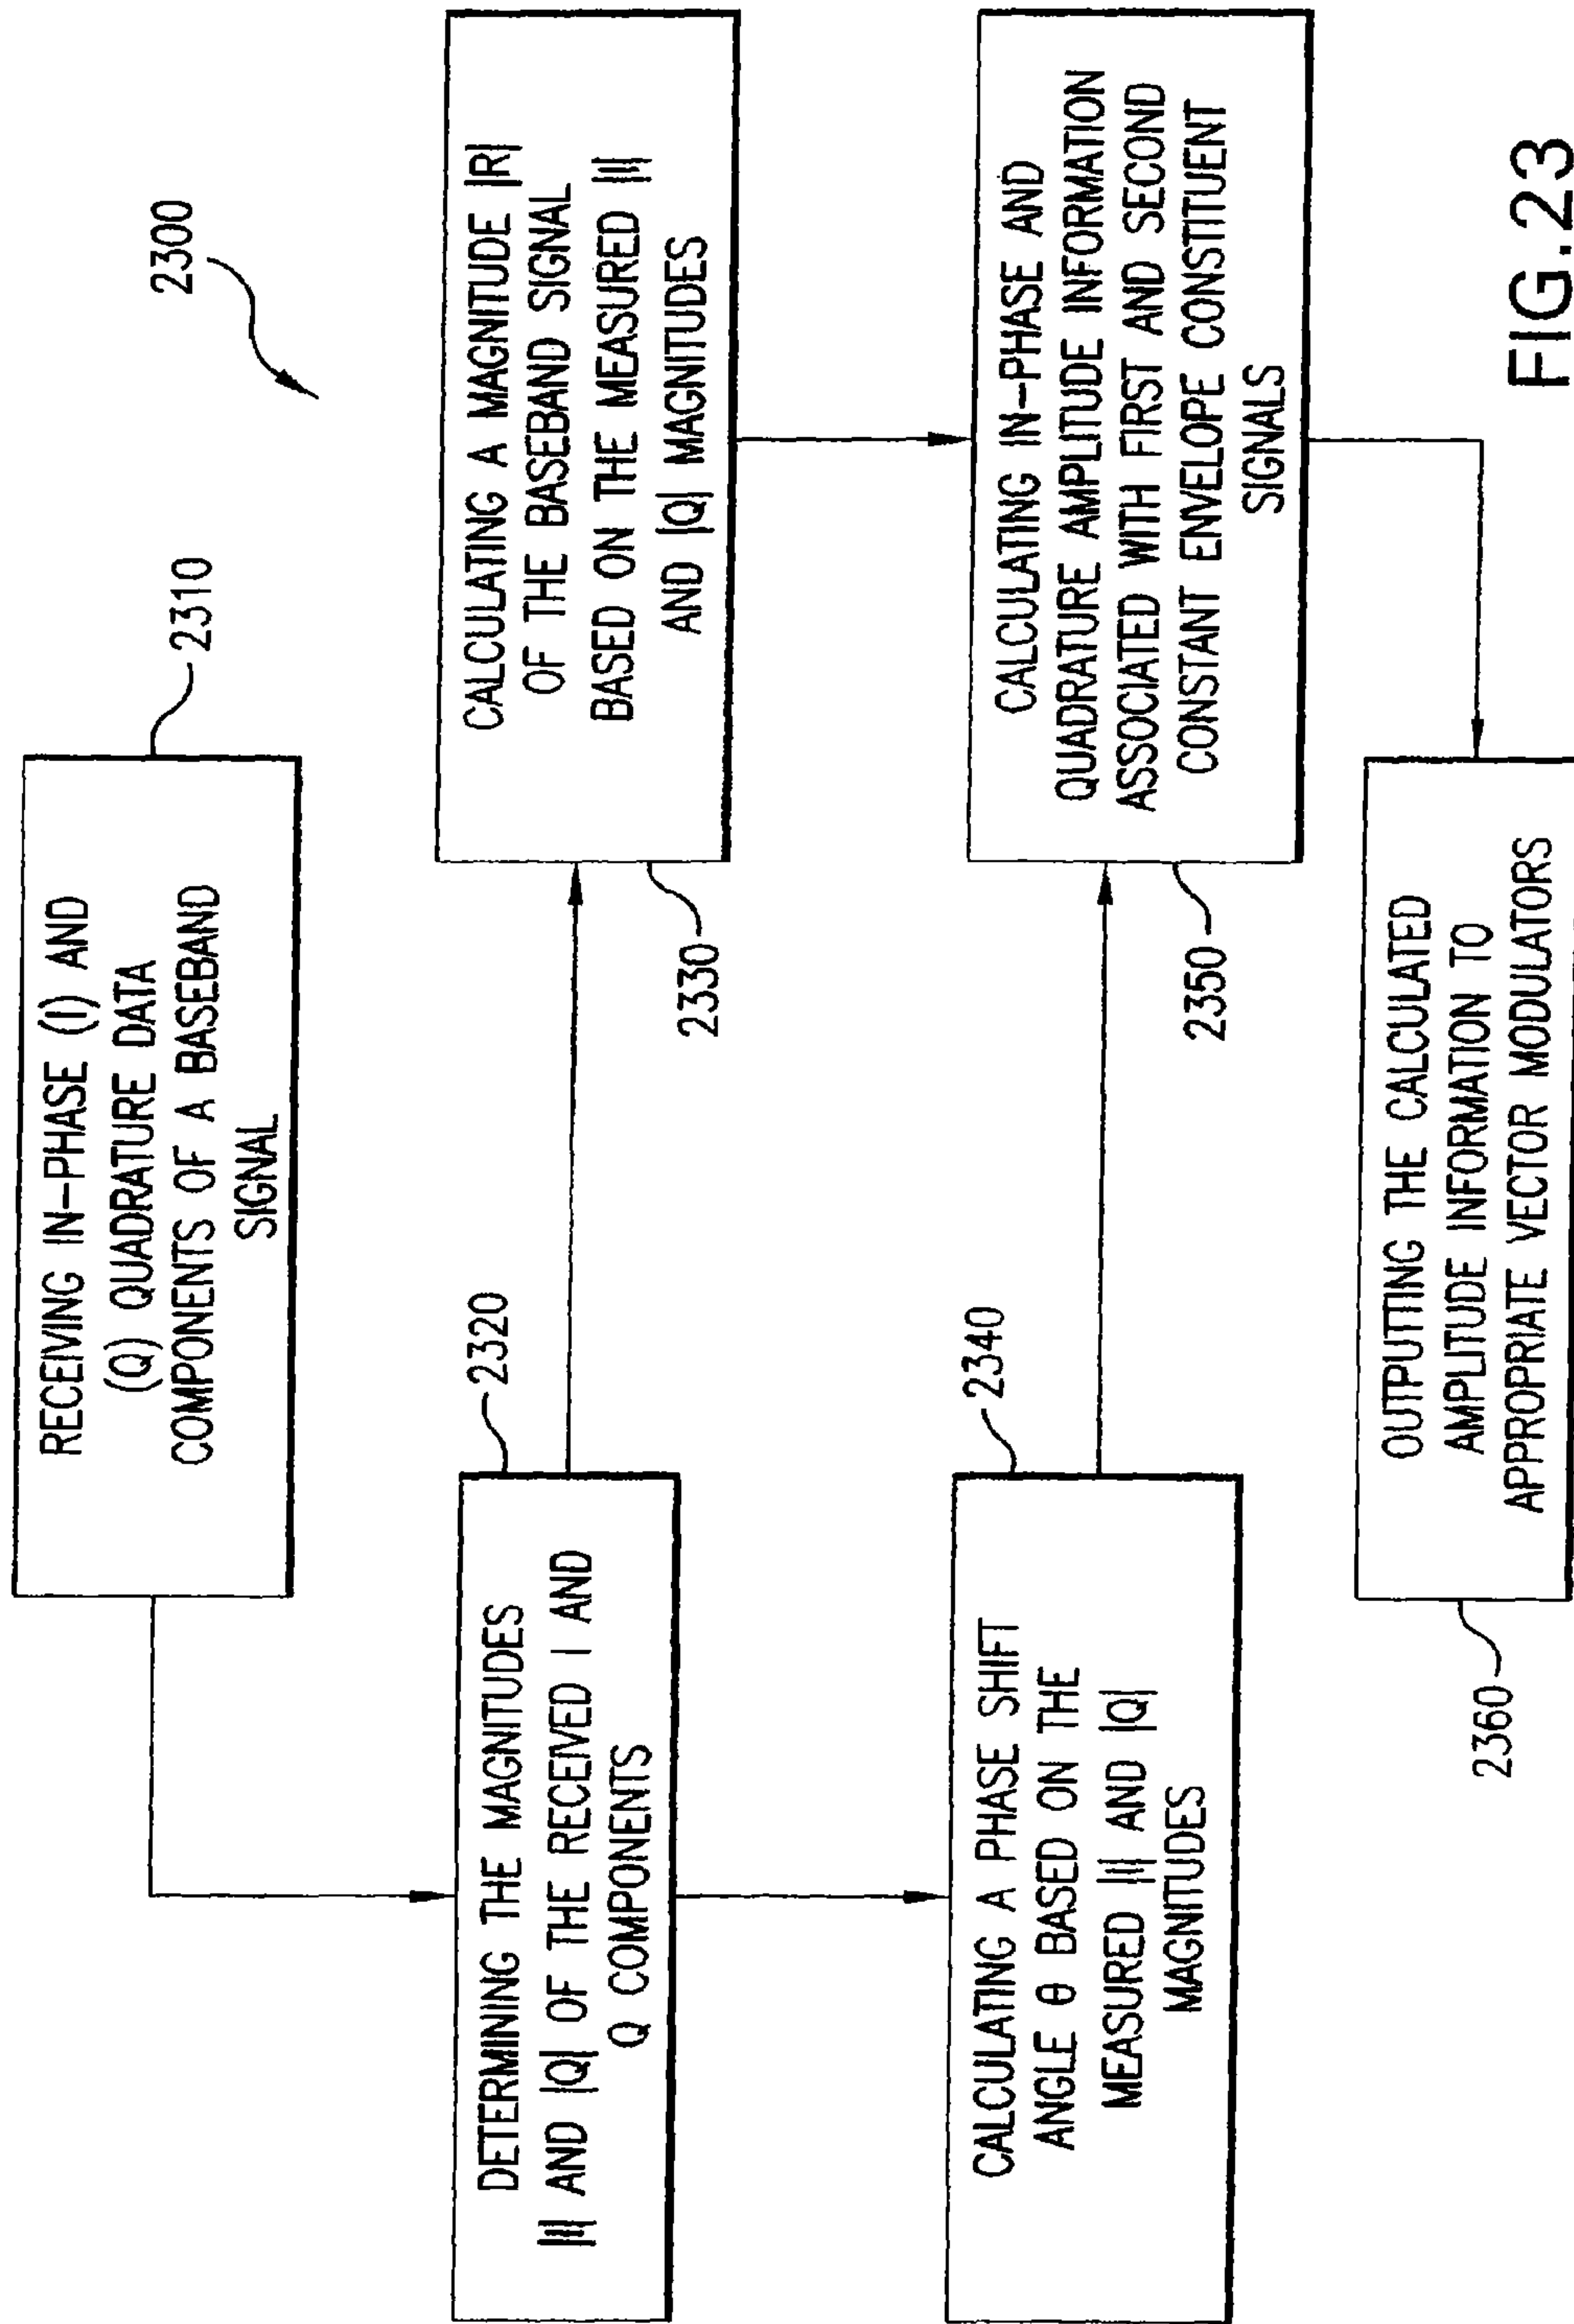 2300
RECEIVING IN-PHASE (I) AND
(Q) QUADRATURE DATA
COMPONENTS OF A BASEBAND
SIGNAL
2310
DETERMINING THE MAGNITUDES
|I| AND |Q| OF THE RECEIVED I AND
Q COMPONENTS
2320
CALCULATING A MAGNITUDE |R|
OF THE BASEBAND SIGNAL
BASED ON THE MEASURED |I|
AND |Q| MAGNITUDES
2330
CALCULATING A PHASE SHIFT
ANGLE θ BASED ON THE
MEASURED |I| AND |Q|
MAGNITUDES
2340
CALCULATING IN-PHASE AND
QUADRATURE AMPLITUDE INFORMATION
ASSOCIATED WITH FIRST AND SECOND
CONSTANT ENVELOPE CONSTITUENT
SIGNALS
2350
OUTPUTING THE CALCULATED
AMPLITUDE INFORMATION TO
APPROPRIATE VECTOR MODULATORS
2360
FIG.23